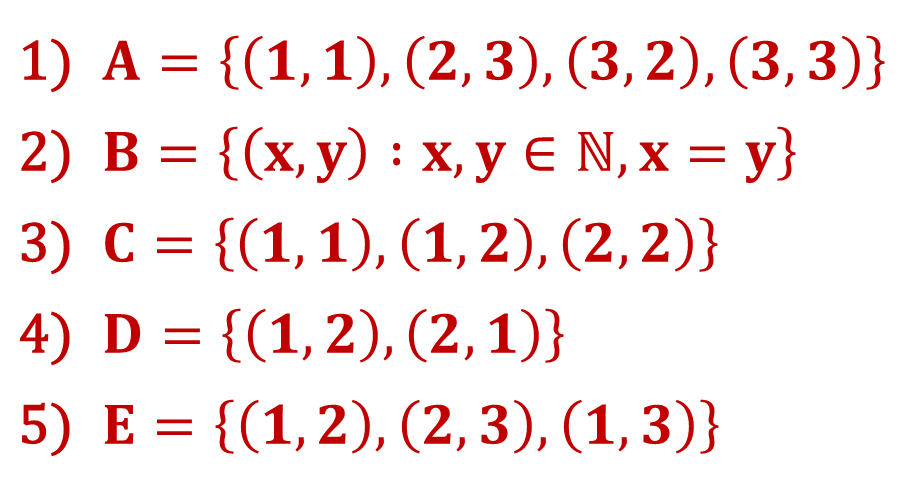 1) A = {(1, 1), (2, 3), (3, 2), (3, 3)}
2) B = {(x, y) : x, y ∈ ℕ, x = y}
3) C = {(1, 1), (1, 2), (2, 2)}
4) D = {(1, 2), (2, 1)}
5) E = {(1, 2), (2, 3), (1, 3)}